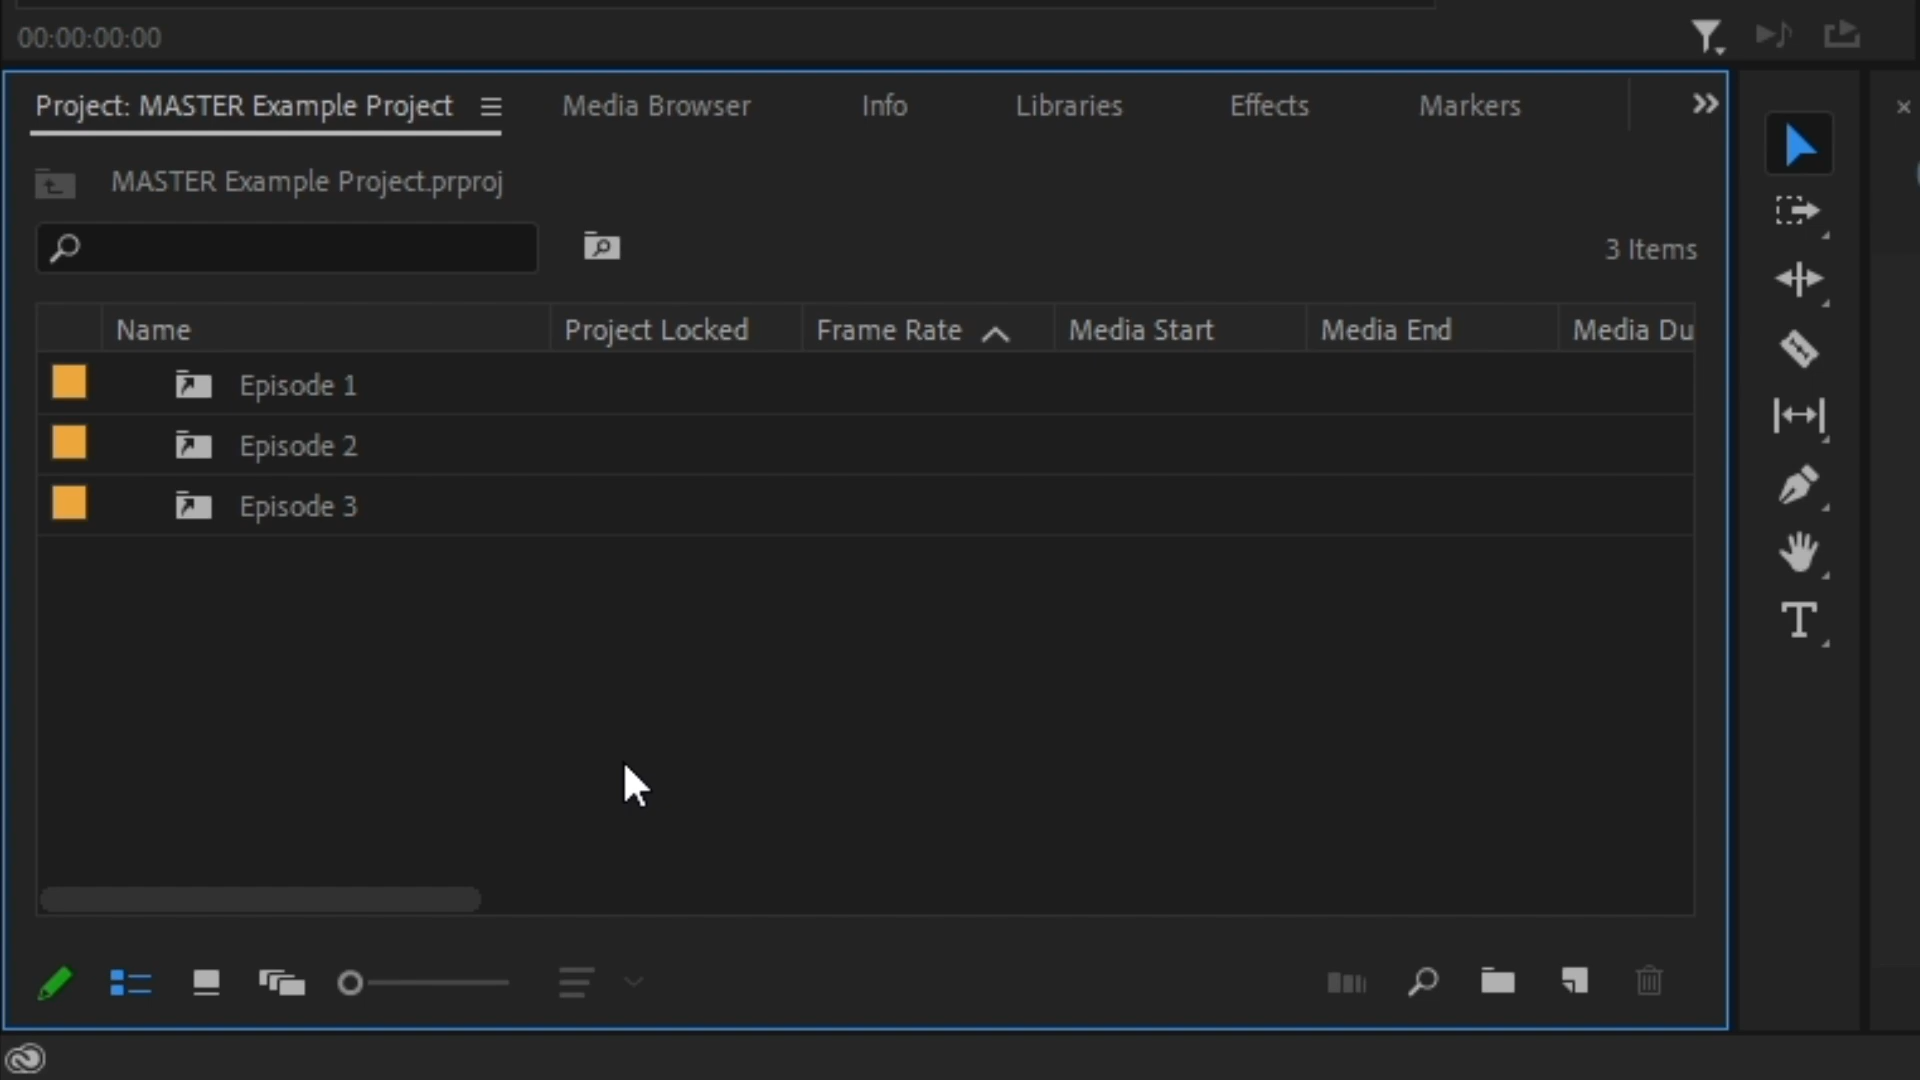 00:00:00:00
Project: MASTER Example Project Media Browser Info Libraries Effects Markers
MASTER Example Project.prproj
3 Items
Name Project Locked Frame Rate Media Start Media End Media Du
Episode 1
Episode 2
Episode 3